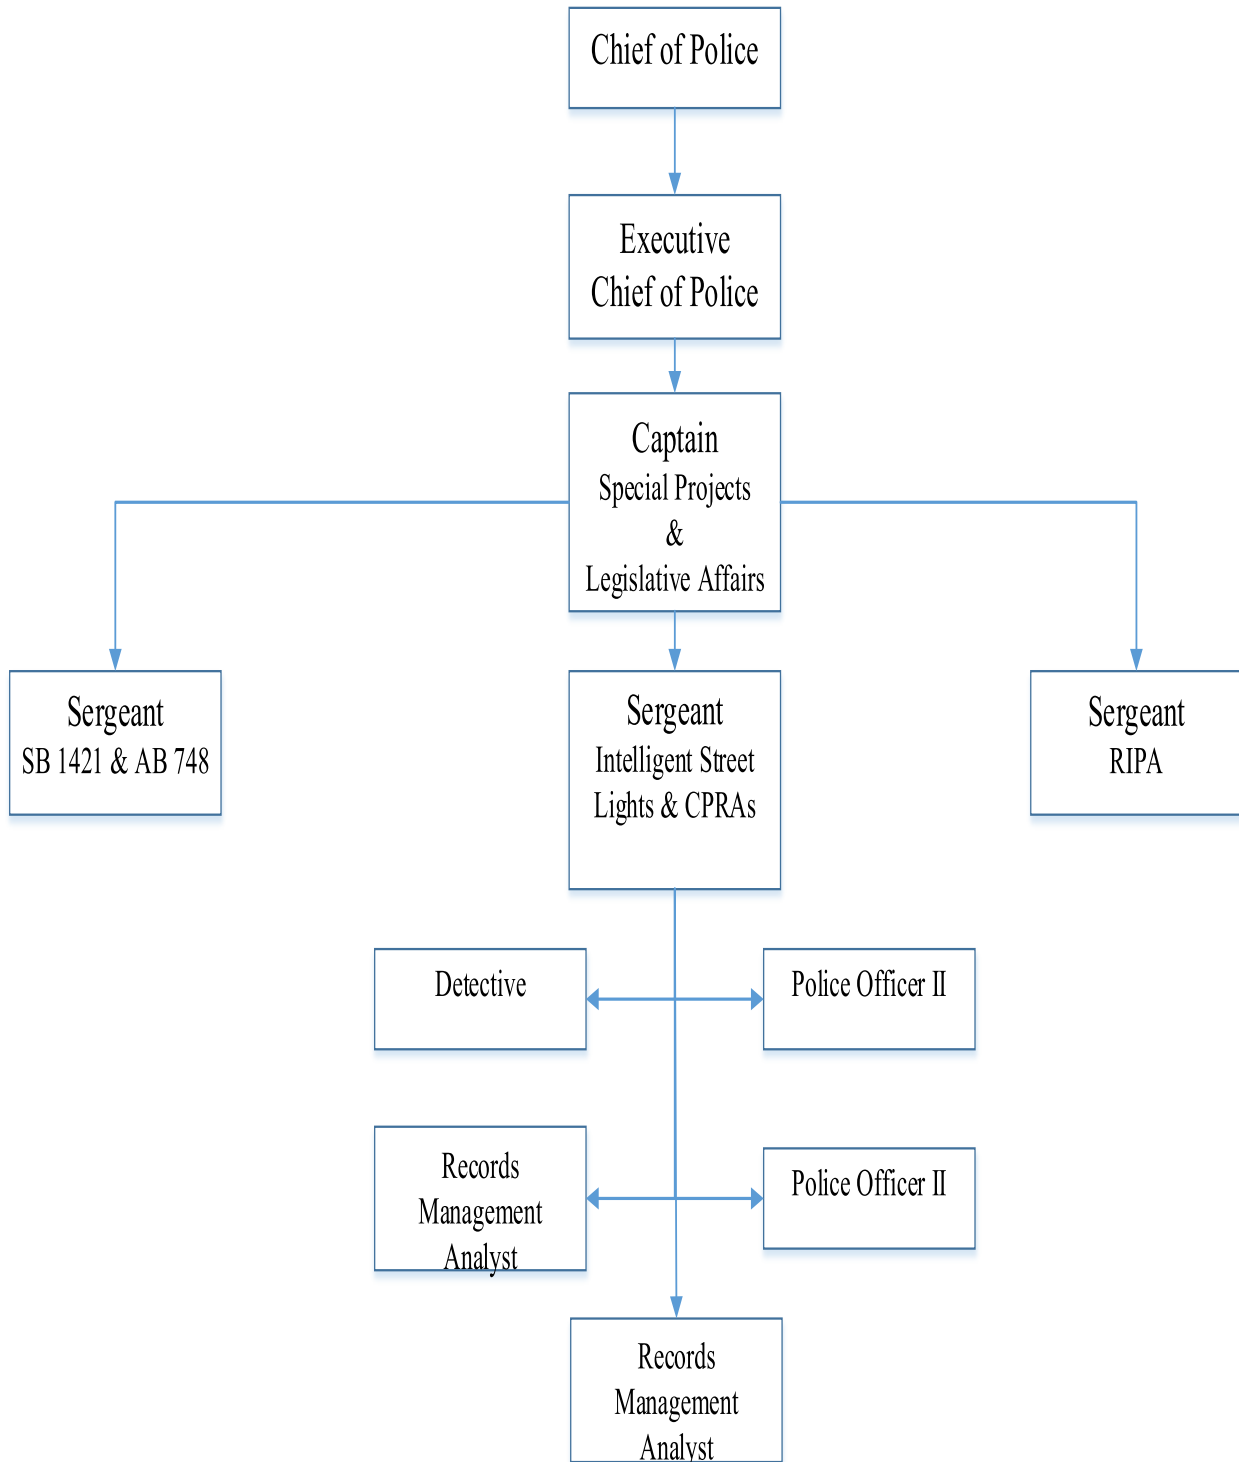 Chief of Police
Executive
Chief of Police
Captain
Special Projects
&
Legislative Affairs
Sergeant
SB 1421 & AB 748
Sergeant
Intelligent Street
Lights & CPRAs
Sergeant
RIPA
Detective
Police Officer II
Records
Management
Analyst
Police Officer II
Records
Management
Analyst